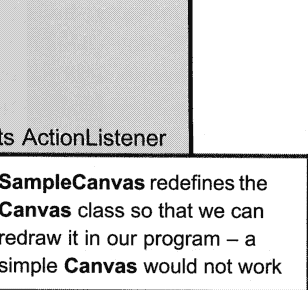 ts ActionListener
SampleCanvas redefines the
Canvas class so that we can
redraw it in our program – a
simple Canvas would not work